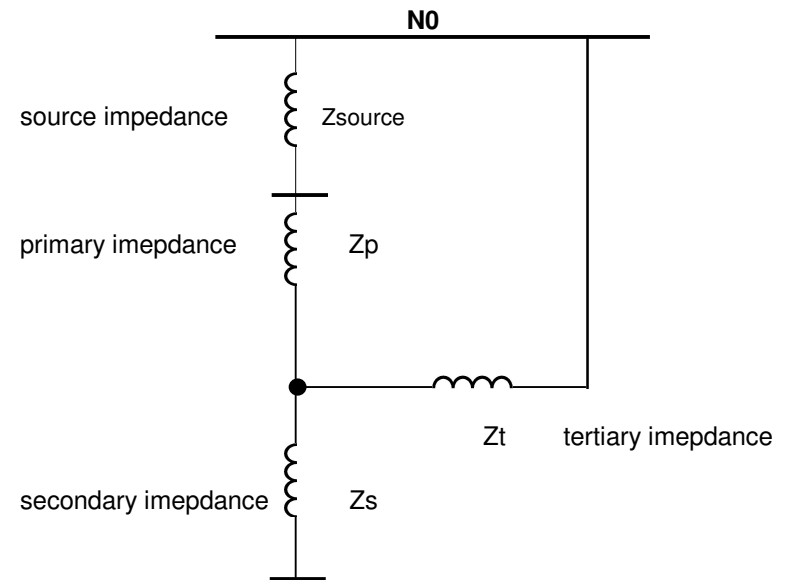 N0
source impedance Zsource
primary imepdance Zp
Zt tertiary imepdance
secondary imepdance Zs